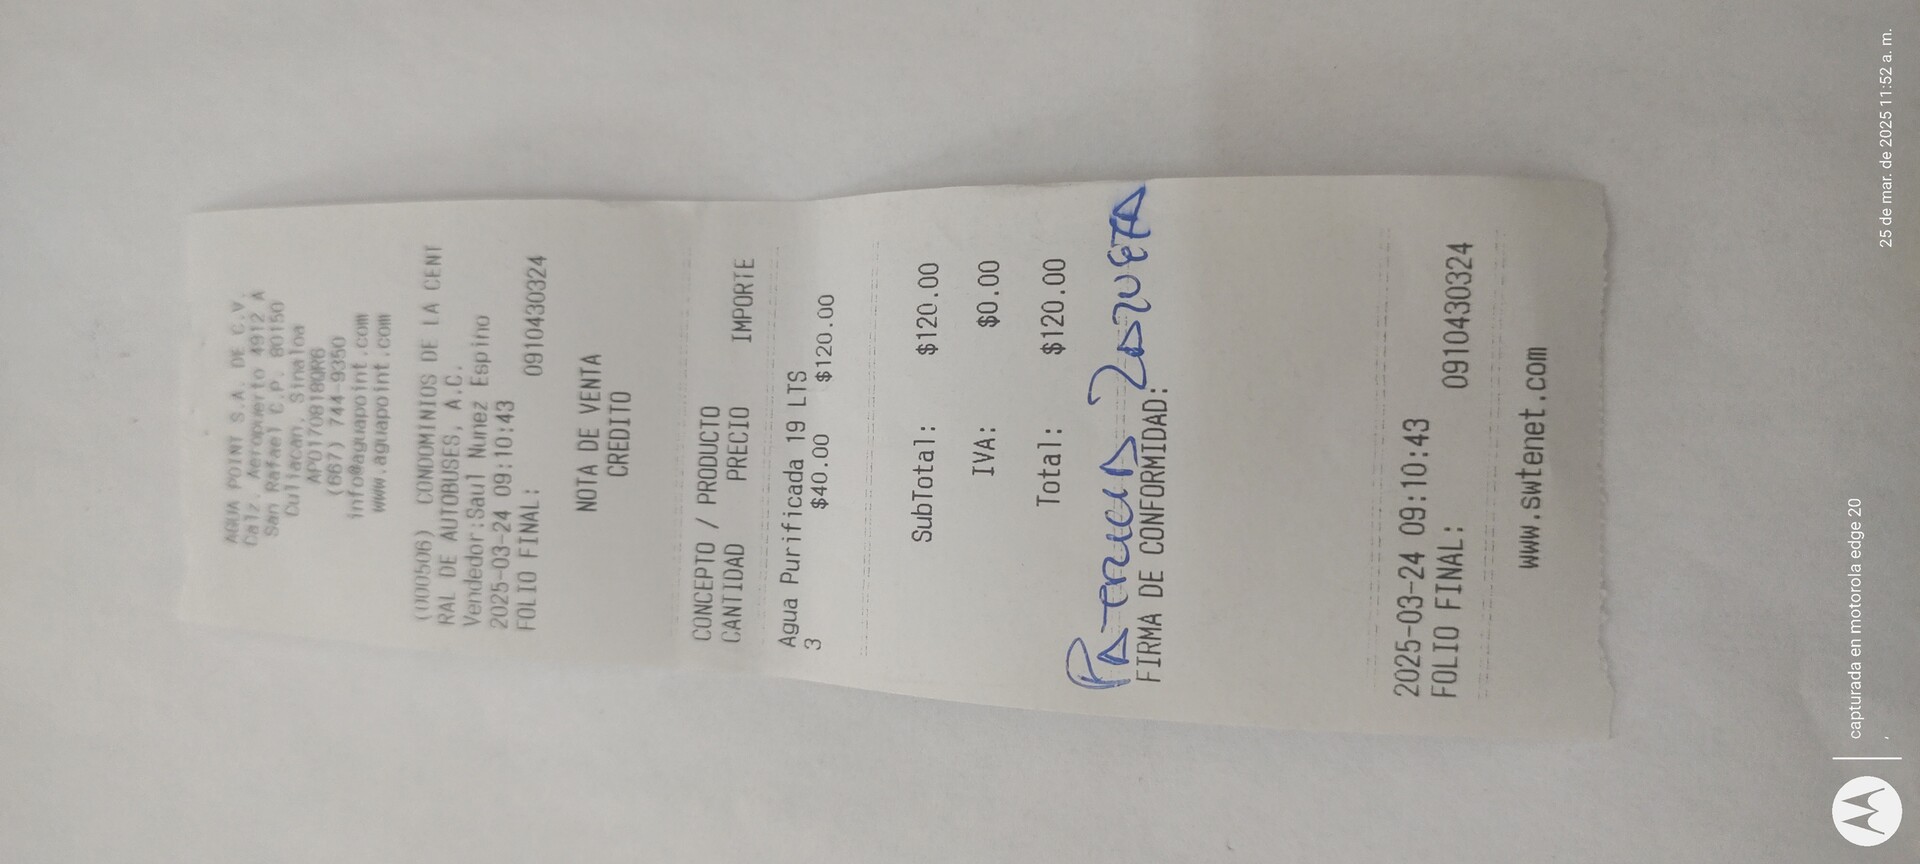 AGUA POINT S.A. DE C.V.
Calz. Aeropuerto 4912 A
San Rafael C.P. 80150
Culiacan, Sinaloa
APO170818QR6
(667) 744-9350
info@aguapoint.com
www.aguapoint.com
(000506) CONDOMINIOS DE LA CENT
RAL DE AUTOBUSES, A.C.
Vendedor:Saul Nunez Espino
2025-03-24 09:10:43
FOLIO FINAL: 0910430324
NOTA DE VENTA
CREDITO
CONCEPTO / PRODUCTO
CANTIDAD PRECIO IMPORTE
Agua Purificada 19 LTS
3 $40.00 $120.00
SubTotal: $120.00
IVA: $0.00
Total: $120.00
PATRICIA ZAZUETA
FIRMA DE CONFORMIDAD:
2025-03-24 09:10:43
FOLIO FINAL: 0910430324
www.swtenet.com
capturada en motorola edge 20
,
25 de mar. de 2025 11:52 a. m.